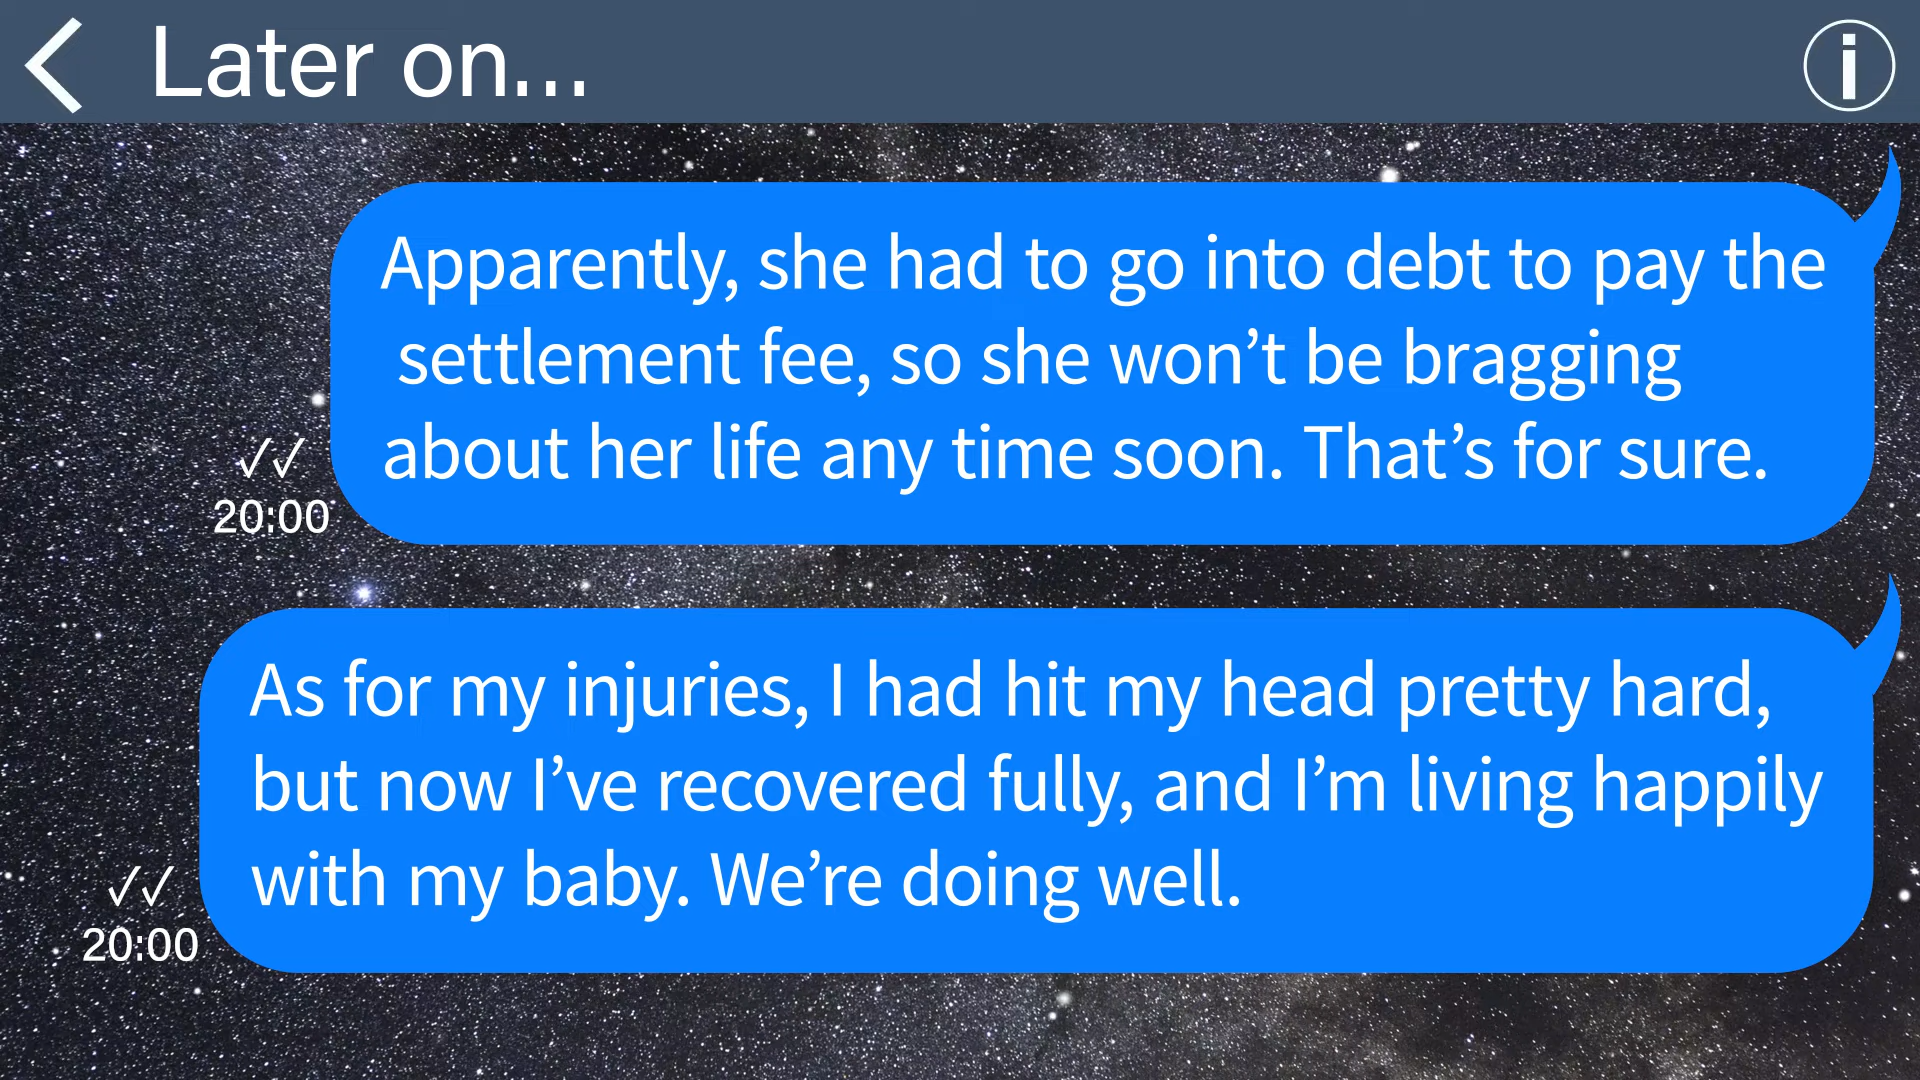 Later on...
Apparently, she had to go into debt to pay the
settlement fee, so she won’t be bragging
about her life any time soon. That’s for sure.
✓✓
20:00
As for my injuries, I had hit my head pretty hard,
but now I’ve recovered fully, and I’m living happily
with my baby. We’re doing well.
✓✓
20:00